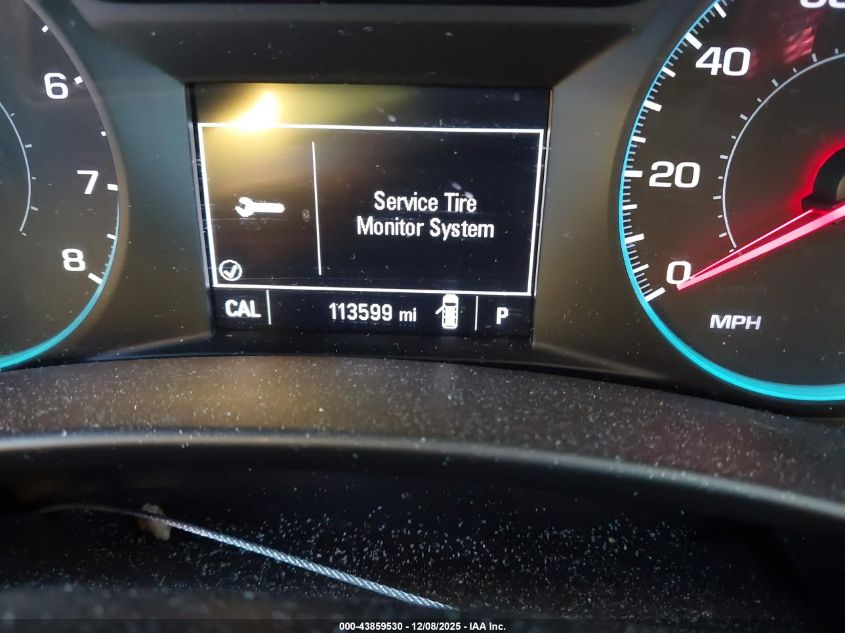 6
7
8
Service Tire
Monitor System
CAL
113599 mi
P
40
20
0
MPH
000-43859530 - 12/08/2025 - IAA Inc.